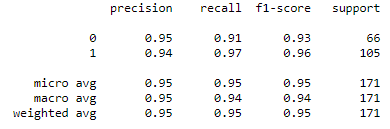 precision recall f1-score support
0 0.95 0.91 0.93 66
1 0.94 0.97 0.96 105
micro avg 0.95 0.95 0.95 171
macro avg 0.95 0.94 0.94 171
weighted avg 0.95 0.95 0.95 171